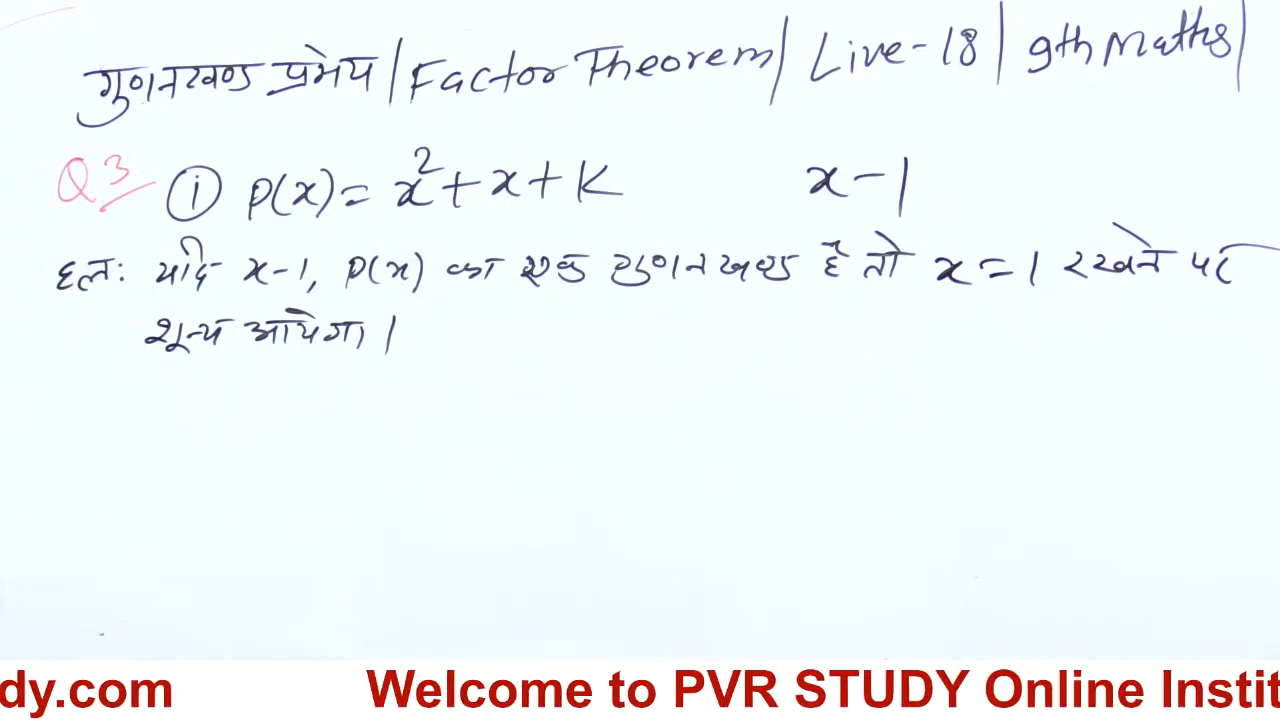 गुणनखण्ड प्रमेय / Factor Theorem / Live-18 / 9th Maths /
Q3 (i) P(x) = x² + x + K x - 1
हल: यदि x-1, P(x) का एक गुणनखण्ड है तो x = 1 रखने पर
शून्य आयेगा।
dy.com Welcome to PVR STUDY Online Instit